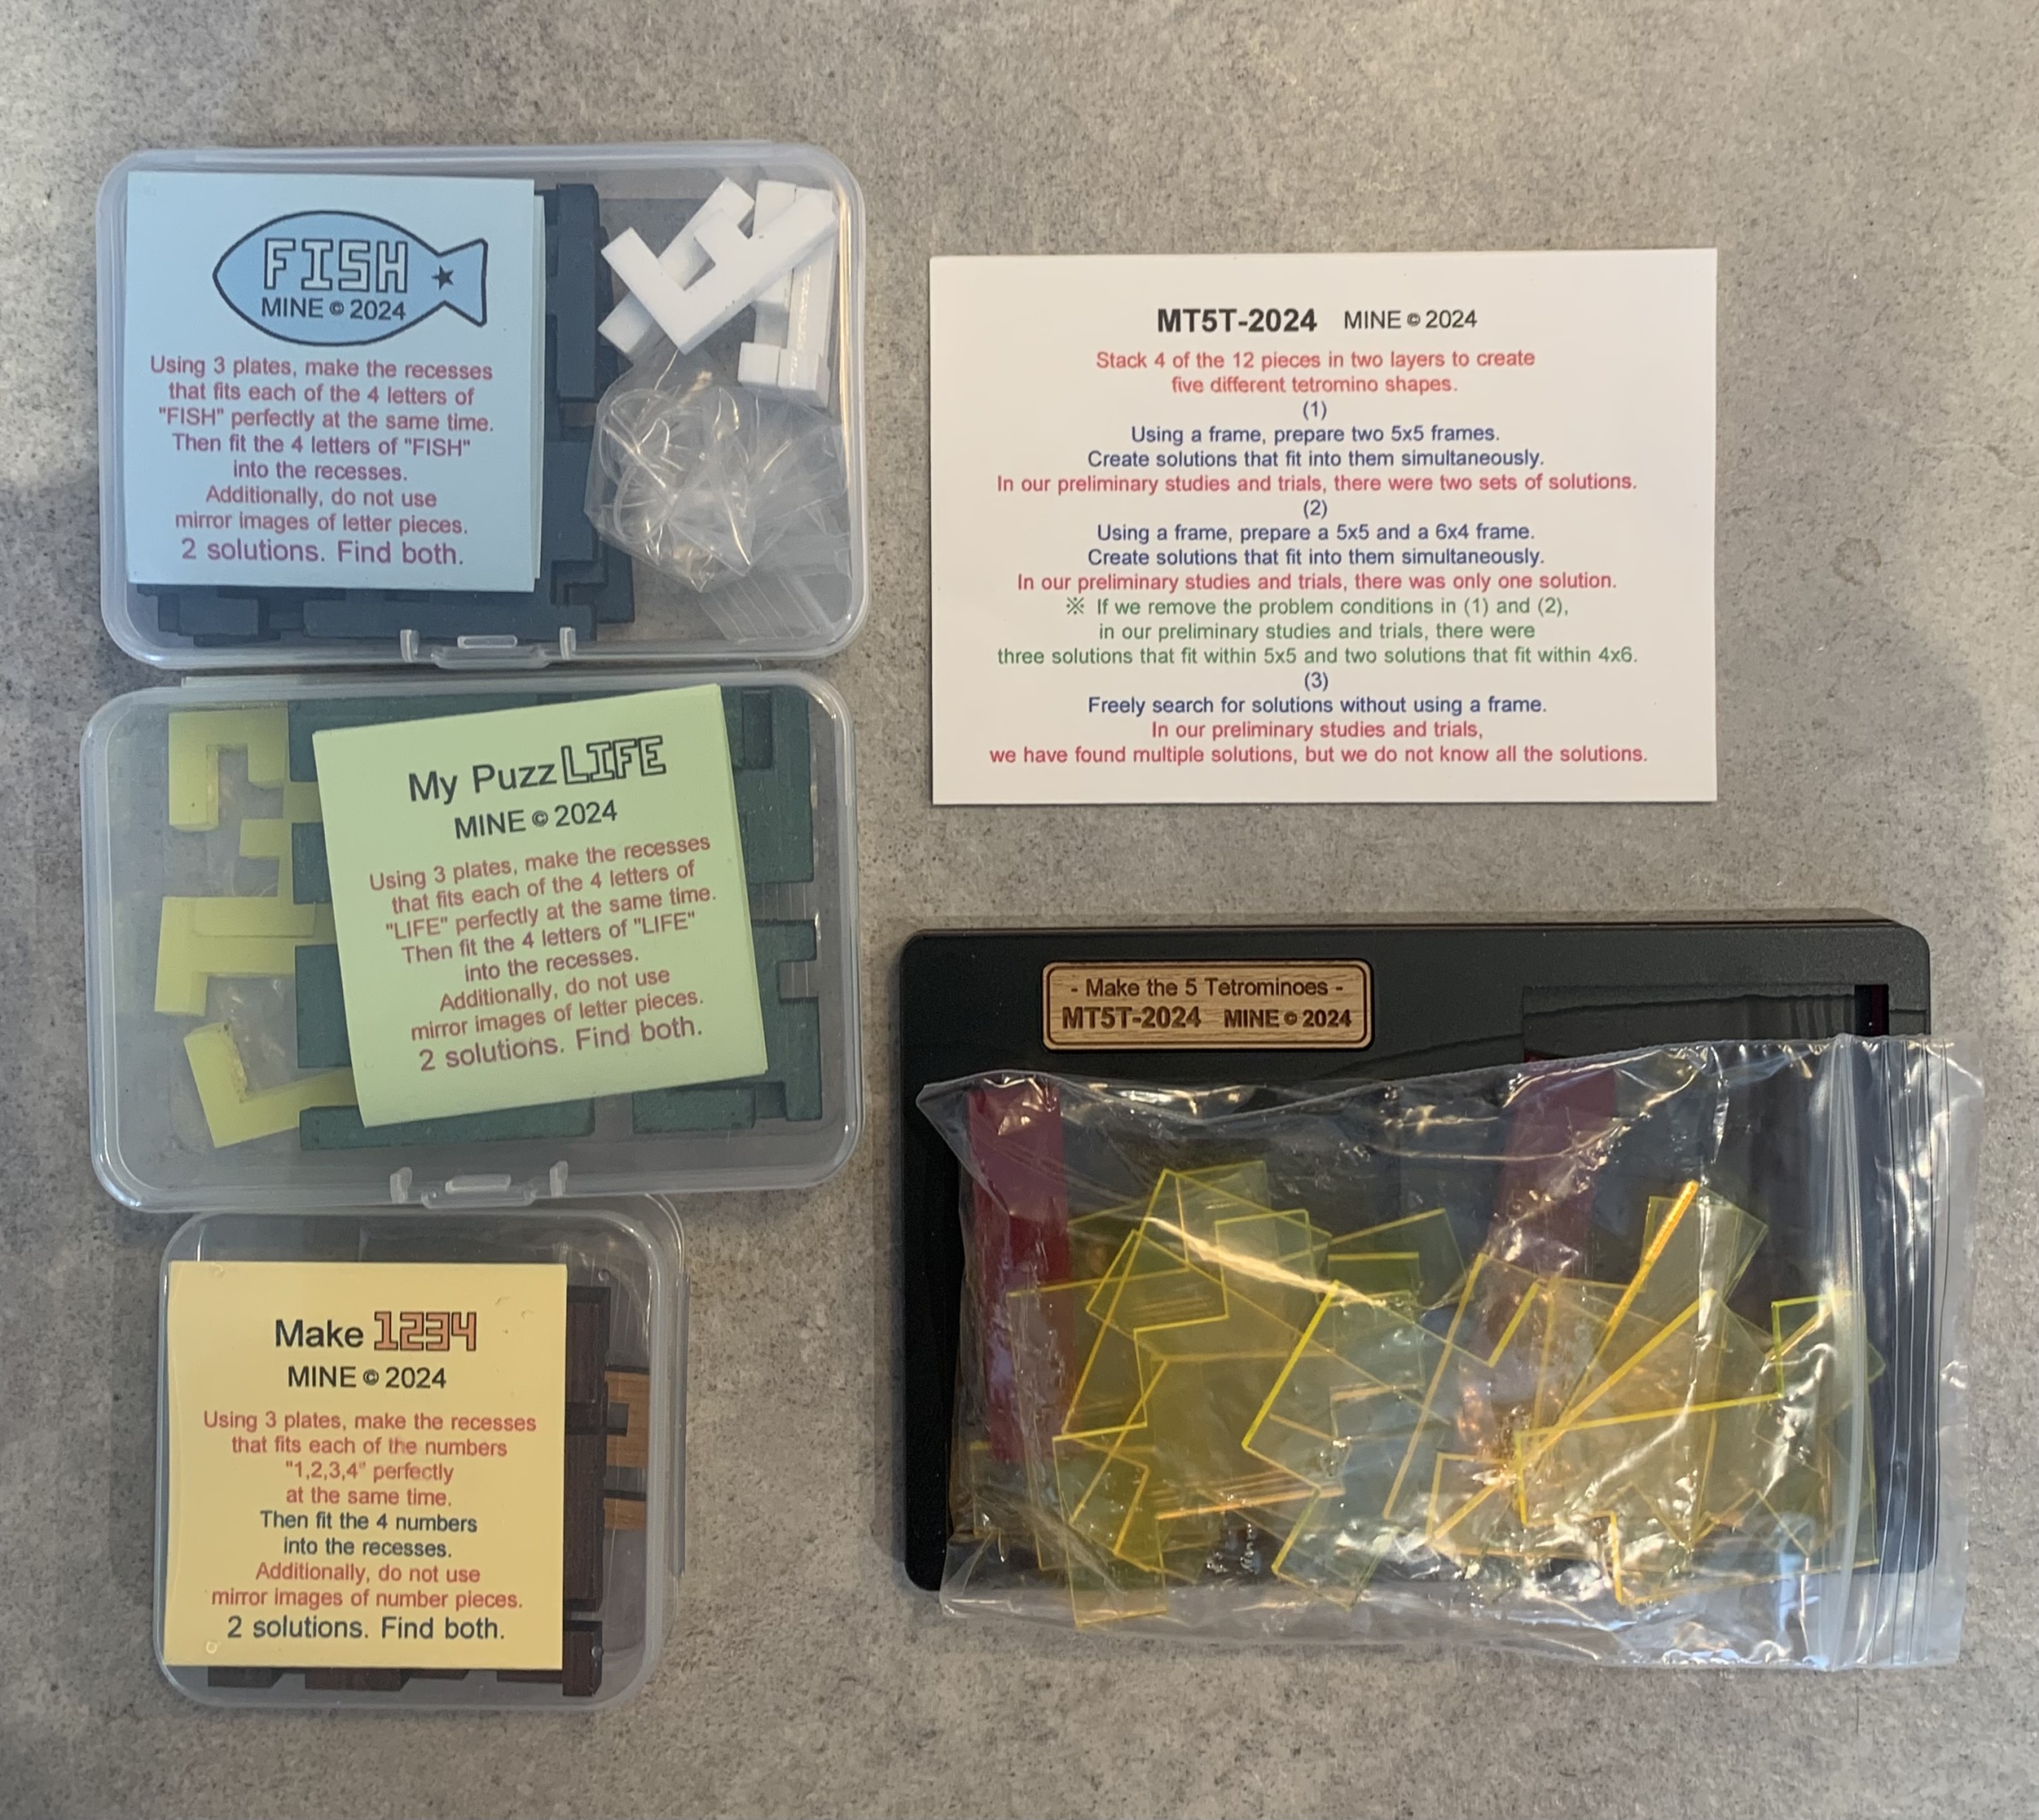 FISH
MINE © 2024
Using 3 plates, make the recesses
that fits each of the 4 letters of
"FISH" perfectly at the same time.
Then fit the 4 letters of "FISH"
into the recesses.
Additionally, do not use
mirror images of letter pieces.
2 solutions. Find both.
My Puzz LIFE
MINE © 2024
Using 3 plates, make the recesses
that fits each of the 4 letters of
"LIFE" perfectly at the same time.
Then fit the 4 letters of "LIFE"
into the recesses.
Additionally, do not use
mirror images of letter pieces.
2 solutions. Find both.
Make 1234
MINE © 2024
Using 3 plates, make the recesses
that fits each of the numbers
"1,2,3,4" perfectly
at the same time.
Then fit the 4 numbers
into the recesses.
Additionally, do not use
mirror images of number pieces.
2 solutions. Find both.
MT5T-2024 MINE © 2024
Stack 4 of the 12 pieces in two layers to create
five different tetromino shapes.
(1)
Using a frame, prepare two 5x5 frames.
Create solutions that fit into them simultaneously.
In our preliminary studies and trials, there were two sets of solutions.
(2)
Using a frame, prepare a 5x5 and a 6x4 frame.
Create solutions that fit into them simultaneously.
In our preliminary studies and trials, there was only one solution.
※ If we remove the problem conditions in (1) and (2),
in our preliminary studies and trials, there were
three solutions that fit within 5x5 and two solutions that fit within 4x6.
(3)
Freely search for solutions without using a frame.
In our preliminary studies and trials,
we have found multiple solutions, but we do not know all the solutions.
- Make the 5 Tetrominoes -
MT5T-2024 MINE © 2024